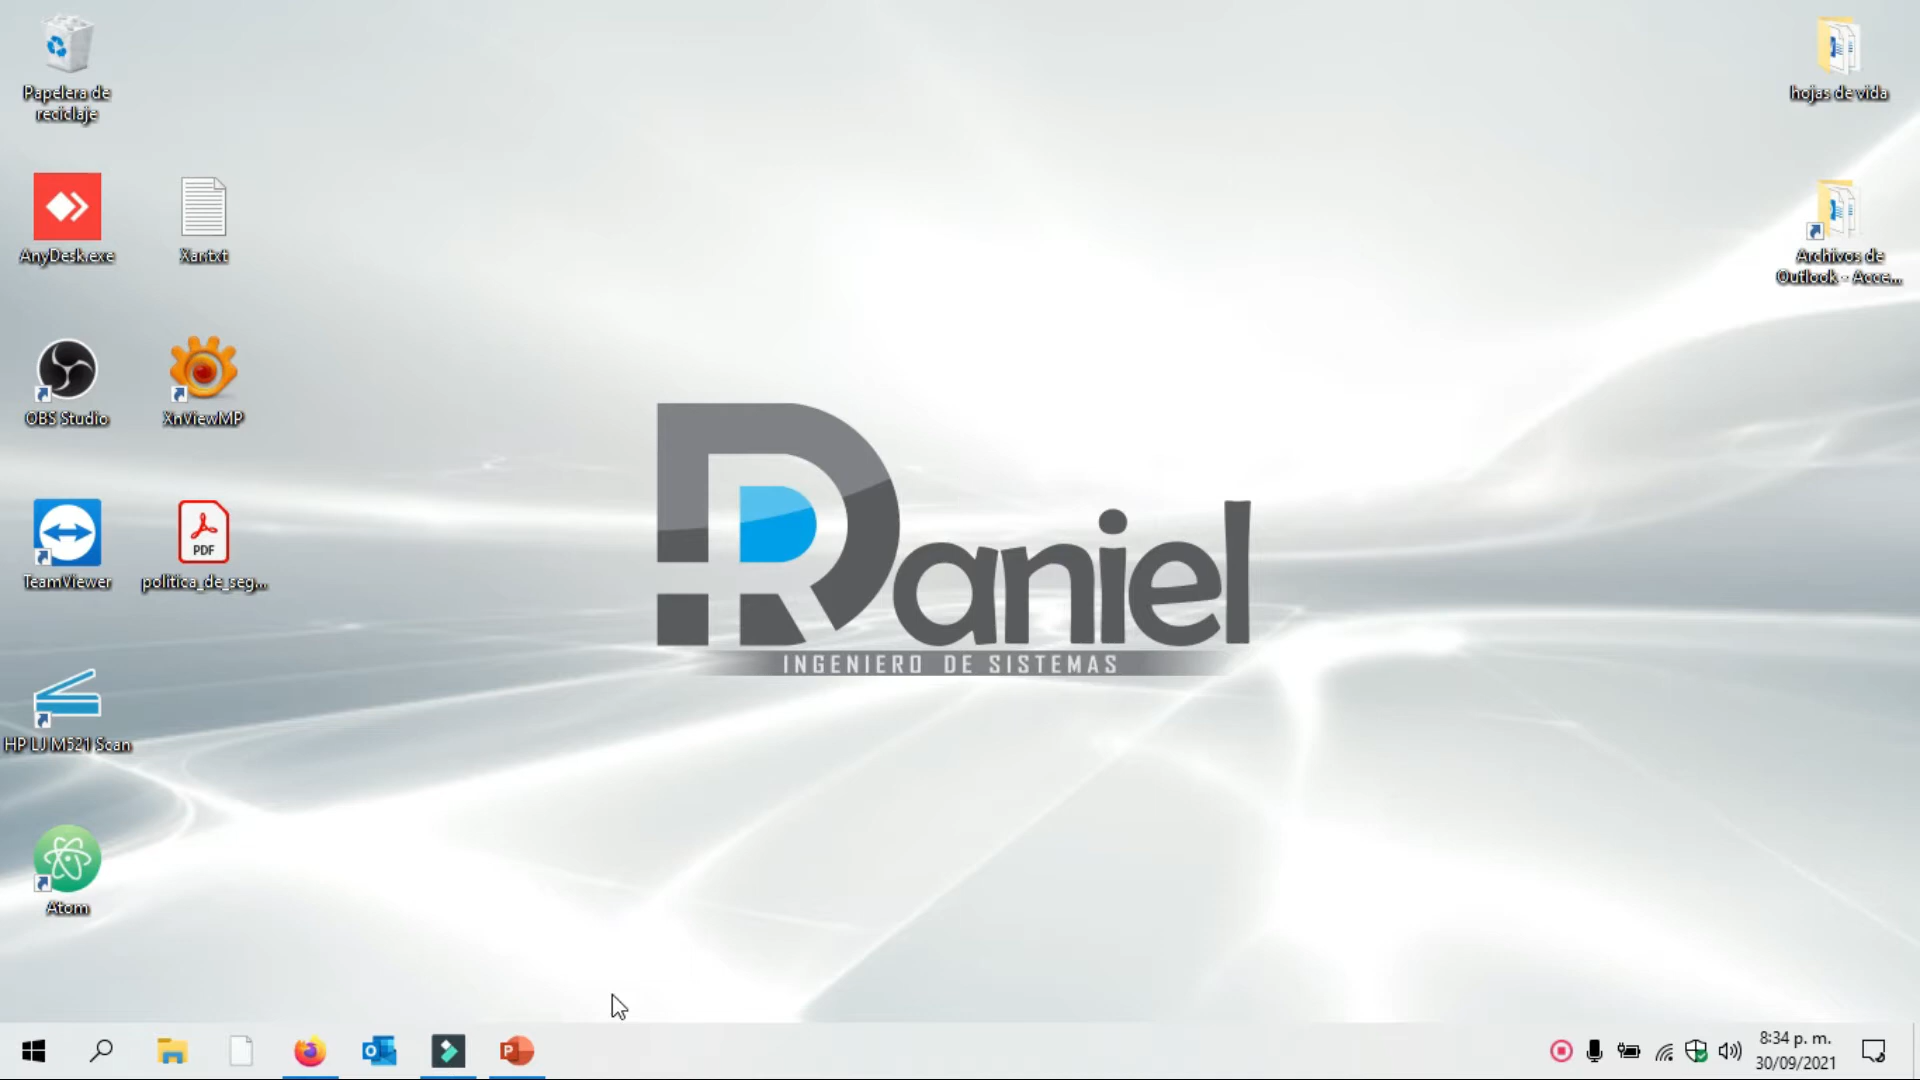 Papelera de
reciclaje
hojas de vida
AnyDesk.exe
Xar.txt
Archivos de
Outlook - Acce...
OBS Studio
XnViewMP
TeamViewer
PDF
politica_de_seg...
Daniel
INGENIERO DE SISTEMAS
HP LJ M521 Scan
Atom
8:34 p. m.
30/09/2021